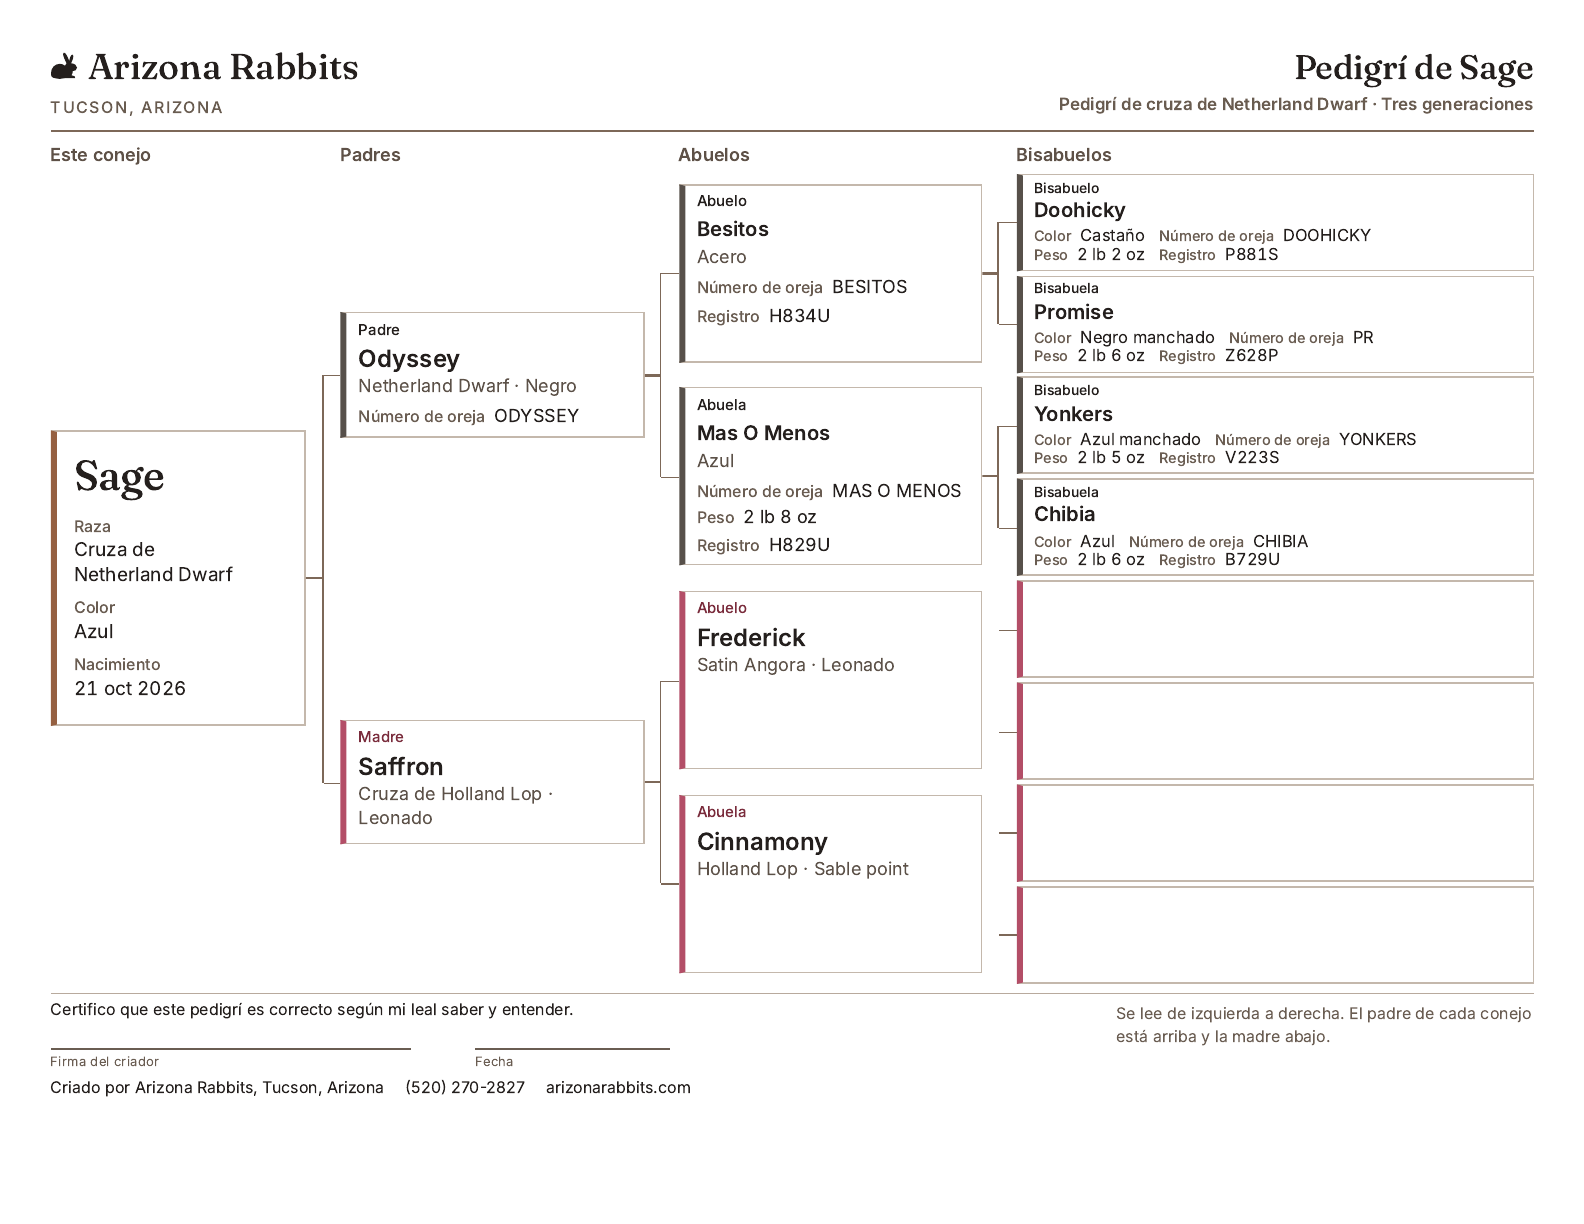 Arizona Rabbits
TUCSON, ARIZONA
Pedigrí de Sage
Pedigrí de cruza de Netherland Dwarf · Tres generaciones
Este conejo
Padres
Abuelos
Bisabuelos
Sage
Raza
Cruza de
Netherland Dwarf
Color
Azul
Nacimiento
21 oct 2026
Padre
Odyssey
Netherland Dwarf · Negro
Número de oreja ODYSSEY
Madre
Saffron
Cruza de Holland Lop ·
Leonado
Abuelo
Besitos
Acero
Número de oreja BESITOS
Registro H834U
Abuela
Mas O Menos
Azul
Número de oreja MAS O MENOS
Peso 2 lb 8 oz
Registro H829U
Abuelo
Frederick
Satin Angora · Leonado
Abuela
Cinnamony
Holland Lop · Sable point
Bisabuelo
Doohicky
Color Castaño Número de oreja DOOHICKY
Peso 2 lb 2 oz Registro P881S
Bisabuela
Promise
Color Negro manchado Número de oreja PR
Peso 2 lb 6 oz Registro Z628P
Bisabuelo
Yonkers
Color Azul manchado Número de oreja YONKERS
Peso 2 lb 5 oz Registro V223S
Bisabuela
Chibia
Color Azul Número de oreja CHIBIA
Peso 2 lb 6 oz Registro B729U
Certifico que este pedigrí es correcto según mi leal saber y entender.
Firma del criador
Fecha
Criado por Arizona Rabbits, Tucson, Arizona (520) 270-2827 arizonarabbits.com
Se lee de izquierda a derecha. El padre de cada conejo
está arriba y la madre abajo.